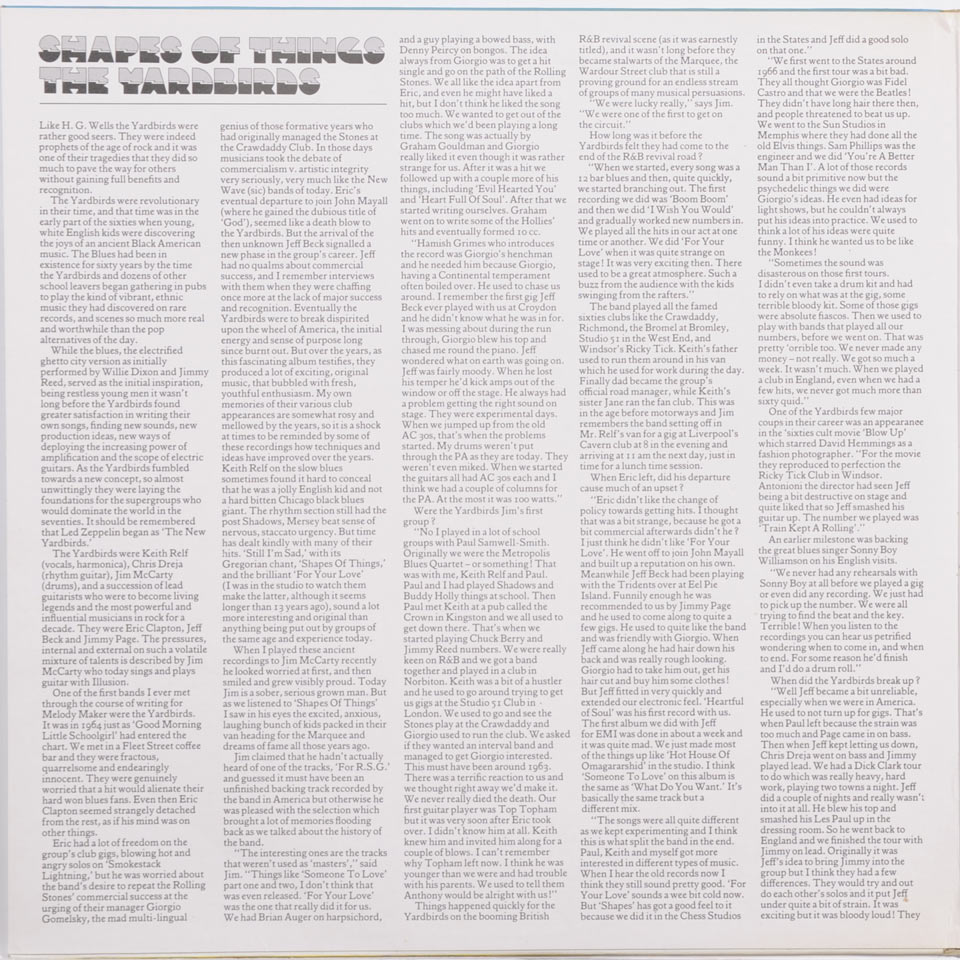 SHAPES OF THINGS
THE YARDBIRDS
Like H. G. Wells the Yardbirds were
rather good seers. They were indeed
prophets of the age of rock and it was
one of their tragedies that they did so
much to pave the way for others
without gaining full benefits and
recognition.
The Yardbirds were revolutionary
in their time, and that time was in the
early part of the sixties when young,
white English kids were discovering
the joys of an ancient Black American
music. The Blues had been in
existence for sixty years by the time
the Yardbirds and dozens of other
school leavers began gathering in pubs
to play the kind of vibrant, ethnic
music they had discovered on rare
records, and scenes so much more real
and worthwhile than the pop
alternatives of the day.
While the blues, the electrified
ghetto city version as initially
performed by Willie Dixon and Jimmy
Reed, served as the initial inspiration,
being restless young men it wasn't
long before the Yardbirds found
greater satisfaction in writing their
own songs, finding new sounds, new
production ideas, new ways of
deploying the increasing power of
amplification and the scope of electric
guitars. As the Yardbirds fumbled
towards a new concept, so almost
unwittingly they were laying the
foundations for the supergroups who
would dominate the world in the
seventies. It should be remembered
that Led Zeppelin began as 'The New
Yardbirds.'
The Yardbirds were Keith Relf
(vocals, harmonica), Chris Dreja
(rhythm guitar), Jim McCarty
(drums), and a succession of lead
guitarists who were to become living
legends and the most powerful and
influential musicians in rock for a
decade. They were Eric Clapton, Jeff
Beck and Jimmy Page. The pressures,
internal and external on such a volatile
mixture of talents is described by Jim
McCarty who today sings and plays
guitar with Illusion.
One of the first bands I ever met
through the course of writing for
Melody Maker were the Yardbirds.
It was in 1964 just as 'Good Morning
Little Schoolgirl' had entered the
chart. We met in a Fleet Street coffee
bar and they were fractous,
quarrelsome and endearingly
innocent. They were genuinely
worried that a hit would alienate their
hard won blues fans. Even then Eric
Clapton seemed strangely detached
from the rest, as if his mind was on
other things.
Eric had a lot of freedom on the
group's club gigs, blowing hot and
angry solos on 'Smokestack
Lightning,' but he was worried about
the band's desire to repeat the Rolling
Stones' commercial success at the
urging of their manager Giorgio
Gomelsky, the mad multi-lingual
genius of those formative years who
had originally managed the Stones at
the Crawdaddy Club. In those days
musicians took the debate of
commercialism v. artistic integrity
very seriously, very much like the New
Wave (sic) bands of today. Eric's
eventual departure to join John Mayall
(where he gained the dubious title of
'God'), seemed like a death blow to
the Yardbirds. But the arrival of the
then unknown Jeff Beck signalled a
new phase in the group's career. Jeff
had no qualms about commercial
success, and I remember interviews
with them when they were chaffing
once more at the lack of major success
and recognition. Eventually the
Yardbirds were to break dispirited
upon the wheel of America, the initial
energy and sense of purpose long
since burnt out. But over the years, as
this fascinating album testifies, they
produced a lot of exciting, original
music, that bubbled with fresh,
youthful enthusiasm. My own
memories of their various club
appearances are somewhat rosy and
mellowed by the years, so it is a shock
at times to be reminded by some of
these recordings how techniques and
ideas have improved over the years.
Keith Relf on the slow blues
sometimes found it hard to conceal
that he was a jolly English kid and not
a hard bitten Chicago black blues
giant. The rhythm section still had the
post Shadows, Mersey beat sense of
nervous, staccato urgency. But time
has dealt kindly with many of their
hits. 'Still I'm Sad,' with its
Gregorian chant, 'Shapes Of Things,'
and the brilliant 'For Your Love'
(I was in the studio to watch them
make the latter, although it seems
longer than 13 years ago), sound a lot
more interesting and original than
anything being put out by groups of
the same age and experience today.
When I played these ancient
recordings to Jim McCarty recently
he looked worried at first, and then
smiled and grew visibly proud. Today
Jim is a sober, serious grown man. But
as we listened to 'Shapes Of Things'
I saw in his eyes the excited, anxious,
laughing bunch of kids packed in their
van heading for the Marquee and
dreams of fame all those years ago.
Jim claimed that he hadn't actually
heard of one of the tracks, 'For R.S.G.'
and guessed it must have been an
unfinished backing track recorded by
the band in America but otherwise he
was pleased with the selection which
brought a lot of memories flooding
back as we talked about the history of
the band.
"The interesting ones are the tracks
that weren't used as 'masters'," said
Jim. "Things like 'Someone To Love'
part one and two, I don't think that
was even released. 'For Your Love'
was the one that really did it for us.
We had Brian Auger on harpsichord,
and a guy playing a bowed bass, with
Denny Peircy on bongos. The idea
always from Giorgio was to get a hit
single and go on the path of the Rolling
Stones. We all like the idea apart from
Eric, and even he might have liked a
hit, but I don't think he liked the song
too much. We wanted to get out of the
clubs which we'd been playing a long
time. The song was actually by
Graham Gouldman and Giorgio
really liked it even though it was rather
strange for us. After it was a hit we
followed up with a couple more of his
things, including 'Evil Hearted You'
and 'Heart Full Of Soul'. After that we
started writing ourselves. Graham
went on to write some of the Hollies'
hits and eventually formed 10 cc.
"Hamish Grimes who introduces
the record was Giorgio's henchman
and he needed him because Giorgio,
having a Continental temperament
often boiled over. He used to chase us
around. I remember the first gig Jeff
Beck ever played with us at Croydon
and he didn't know what he was in for.
I was messing about during the run
through, Giorgio blew his top and
chased me round the piano. Jeff
wondered what on earth was going on.
Jeff was fairly moody. When he lost
his temper he'd kick amps out of the
window or off the stage. He always had
a problem getting the right sound on
stage. They were experimental days.
When we jumped up from the old
AC 30s, that's when the problems
started. My drums weren't put
through the PA as they are today. They
weren't even miked. When we started
the guitars all had AC 30s each and I
think we had a couple of columns for
the PA. At the most it was 100 watts."
Were the Yardbirds Jim's first
group?
"No I played in a lot of school
groups with Paul Samwell-Smith.
Originally we were the Metropolis
Blues Quartet – or something! That
was with me, Keith Relf and Paul.
Paul and I had played Shadows and
Buddy Holly things at school. Then
Paul met Keith at a pub called the
Crown in Kingston and we all used to
get down there. That's when we
started playing Chuck Berry and
Jimmy Reed numbers. We were really
keen on R&B and we got a band
together and played in a club in
Norbiton. Keith was a bit of a hustler
and he used to go around trying to get
us gigs at the Studio 51 Club in
London. We used to go and see the
Stones play at the Crawdaddy and
Giorgio used to run the club. We asked
if they wanted an interval band and
managed to get Giorgio interested.
This must have been around 1963.
There was a terrific reaction to us and
we thought right away we'd make it.
We never really died the death. Our
first guitar player was Top Topham
but it was very soon after Eric took
over. I didn't know him at all. Keith
knew him and invited him along for a
couple of blows. I can't remember
why Topham left now. I think he was
younger than we were and had trouble
with his parents. We used to tell them
Anthony would be alright with us!"
Things happened quickly for the
Yardbirds on the booming British
R&B revival scene (as it was earnestly
titled), and it wasn't long before they
became stalwarts of the Marquee, the
Wardour Street club that is still a
proving ground for an endless stream
of groups of many musical persuasions.
"We were lucky really," says Jim.
"We were one of the first to get on
the circuit."
How long was it before the
Yardbirds felt they had come to the
end of the R&B revival road?
"When we started, every song was a
12 bar blues and then, quite quickly,
we started branching out. The first
recording we did was 'Boom Boom'
and then we did 'I Wish You Would'
and gradually worked new numbers in.
We played all the hits in our act at one
time or another. We did 'For Your
Love' when it was quite strange on
stage! It was very exciting then. There
used to be a great atmosphere. Such a
buzz from the audience with the kids
swinging from the rafters."
The band played all the famed
sixties clubs like the Crawdaddy,
Richmond, the Bromel at Bromley,
Studio 51 in the West End, and
Windsor's Ricky Tick. Keith's father
used to run them around in his van
which he used for work during the day.
Finally dad became the group's
official road manager, while Keith's
sister Jane ran the fan club. This was
in the age before motorways and Jim
remembers the band setting off in
Mr. Relf's van for a gig at Liverpool's
Cavern club at 8 in the evening and
arriving at 11 am the next day, just in
time for a lunch time session.
When Eric left, did his departure
cause much of an upset?
"Eric didn't like the change of
policy towards getting hits. I thought
that was a bit strange, because he got a
bit commercial afterwards didn't he?
I just think he didn't like 'For Your
Love'. He went off to join John Mayall
and built up a reputation on his own.
Meanwhile Jeff Beck had been playing
with the Tridents over at Eel Pie
Island. Funnily enough he was
recommended to us by Jimmy Page
and he used to come along to quite a
few gigs. He used to quite like the band
and was friendly with Giorgio. When
Jeff came along he had hair down his
back and was really rough looking.
Giorgio had to take him out, get his
hair cut and buy him some clothes!
But Jeff fitted in very quickly and
extended our electronic feel. 'Heartful
of Soul' was his first record with us.
The first album we did with Jeff
for EMI was done in about a week and
it was quite mad. We just made most
of the things up like 'Hot House Of
Omagararshid' in the studio. I think
'Someone To Love' on this album is
the same as 'What Do You Want.' It's
basically the same track but a
different mix.
"The songs were all quite different
as we kept experimenting and I think
this is what split the band in the end.
Paul, Keith and myself got more
interested in different types of music.
When I hear the old records now I
think they still sound pretty good. 'For
Your Love' sounds a wee bit cold now.
But 'Shapes' has got a good feel to it
because we did it in the Chess Studios
in the States and Jeff did a good solo
on that one."
"We first went to the States around
1966 and the first tour was a bit bad.
They all thought Giorgio was Fidel
Castro and that we were the Beatles!
They didn't have long hair there then,
and people threatened to beat us up.
We went to the Sun Studios in
Memphis where they had done all the
old Elvis things. Sam Phillips was the
engineer and we did 'You're A Better
Man Than I'. A lot of those records
sound a bit primitive now but the
psychedelic things we did were
Giorgio's ideas. He even had ideas for
light shows, but he couldn't always
put his ideas into practice. We used to
think a lot of his ideas were quite
funny. I think he wanted us to be like
the Monkees!
"Sometimes the sound was
disasterous on those first tours.
I didn't even take a drum kit and had
to rely on what was at the gig, some
terrible bloody kit. Some of those gigs
were absolute fiascos. Then we used to
play with bands that played all our
numbers, before we went on. That was
pretty 'orrible too. We never made any
money – not really. We got so much a
week. It wasn't much. When we played
a club in England, even when we had a
few hits, we never got much more than
sixty quid."
One of the Yardbirds few major
coups in their career was an appearance
in the 'sixties cult movie 'Blow Up'
which starred David Hemmings as a
fashion photographer. "For the movie
they reproduced to perfection the
Ricky Tick Club in Windsor.
Antonioni the director had seen Jeff
being a bit destructive on stage and
quite liked that so Jeff smashed his
guitar up. The number we played was
'Train Kept A Rolling'."
An earlier milestone was backing
the great blues singer Sonny Boy
Williamson on his English visits.
"We never had any rehearsals with
Sonny Boy at all before we played a gig
or even did any recording. We just had
to pick up the number. We were all
trying to find the beat and the key.
Terrible! When you listen to the
recordings you can hear us petrified
wondering when to come in, and when
to end. For some reason he'd finish
and I'd do a drum roll."
When did the Yardbirds break up?
"Well Jeff became a bit unreliable,
especially when we were in America.
He used to not turn up for gigs. That's
when Paul left because the strain was
too much and Page came in on bass.
Then when Jeff kept letting us down,
Chris Dreja went on bass and Jimmy
played lead. We had a Dick Clark tour
to do which was really heavy, hard
work, playing two towns a night. Jeff
did a couple of nights and really wasn't
into it at all. He blew his top and
smashed his Les Paul up in the
dressing room. So he went back to
England and we finished the tour with
Jimmy on lead. Originally it was
Jeff's idea to bring Jimmy into the
group but I think they had a few
differences. They would try and out
do each other's solos and it put Jeff
under quite a bit of strain. It was
exciting but it was bloody loud! They